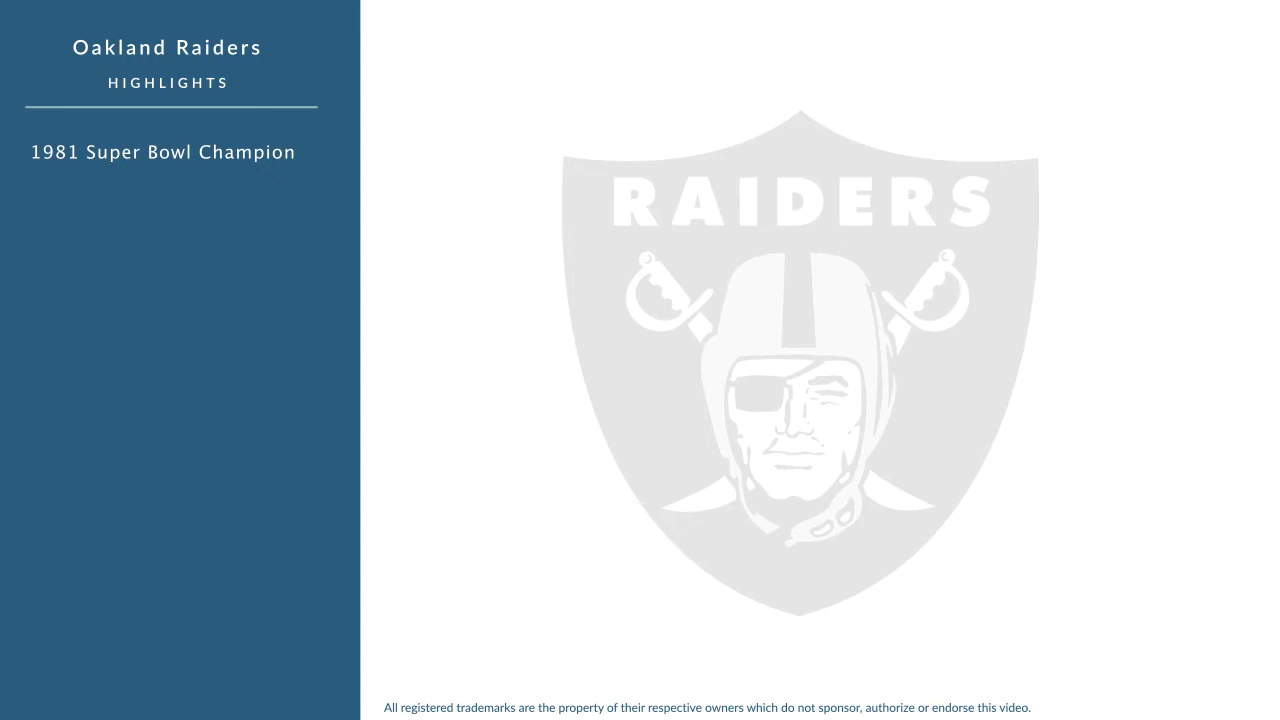 Oakland Raiders
HIGHLIGHTS
1981 Super Bowl Champion
RAIDERS
All registered trademarks are the property of their respective owners which do not sponsor, authorize or endorse this video.